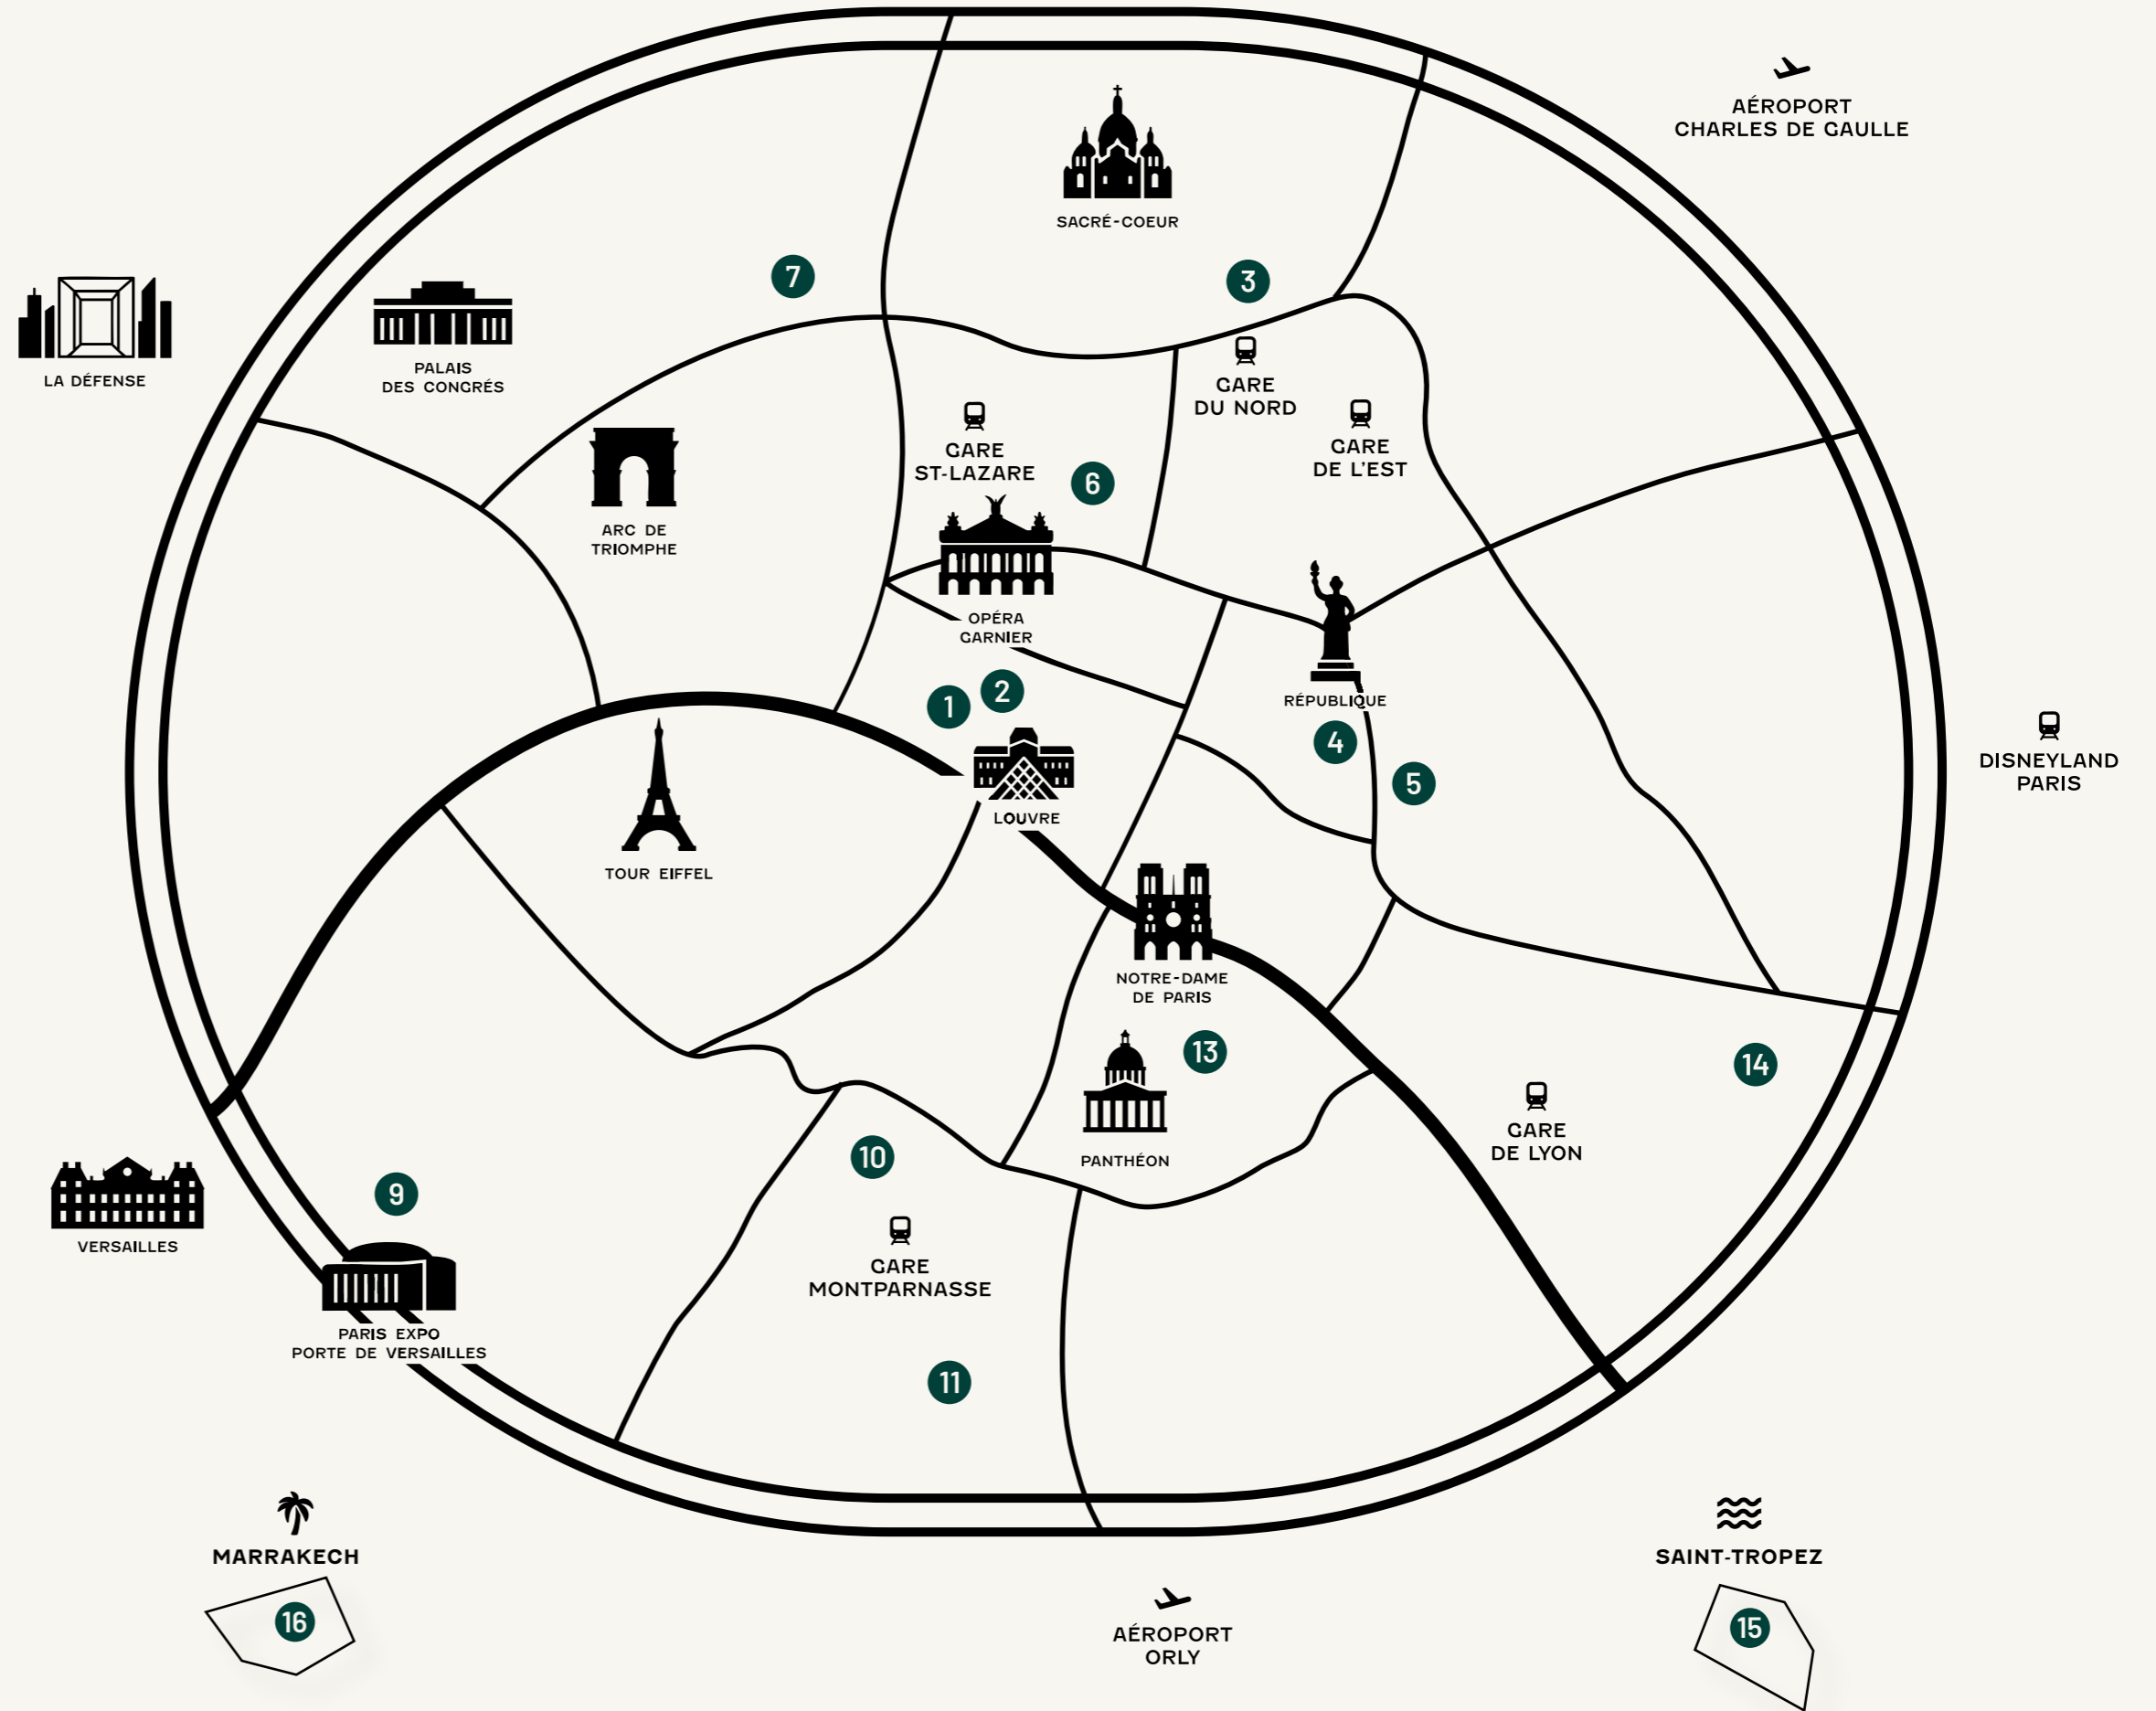 AÉROPORT
CHARLES DE GAULLE
SACRÉ-COEUR
7
3
LA DÉFENSE
PALAIS
DES CONGRÉS
GARE
DU NORD
GARE
ST-LAZARE
GARE
DE L'EST
6
ARC DE
TRIOMPHE
OPÉRA
GARNIER
1
2
RÉPUBLIQUE
4
5
DISNEYLAND
PARIS
LOUVRE
TOUR EIFFEL
NOTRE-DAME
DE PARIS
13
14
GARE
DE LYON
10
PANTHÉON
9
VERSAILLES
GARE
MONTPARNASSE
PARIS EXPO
PORTE DE VERSAILLES
11
MARRAKECH
16
SAINT-TROPEZ
15
AÉROPORT
ORLY